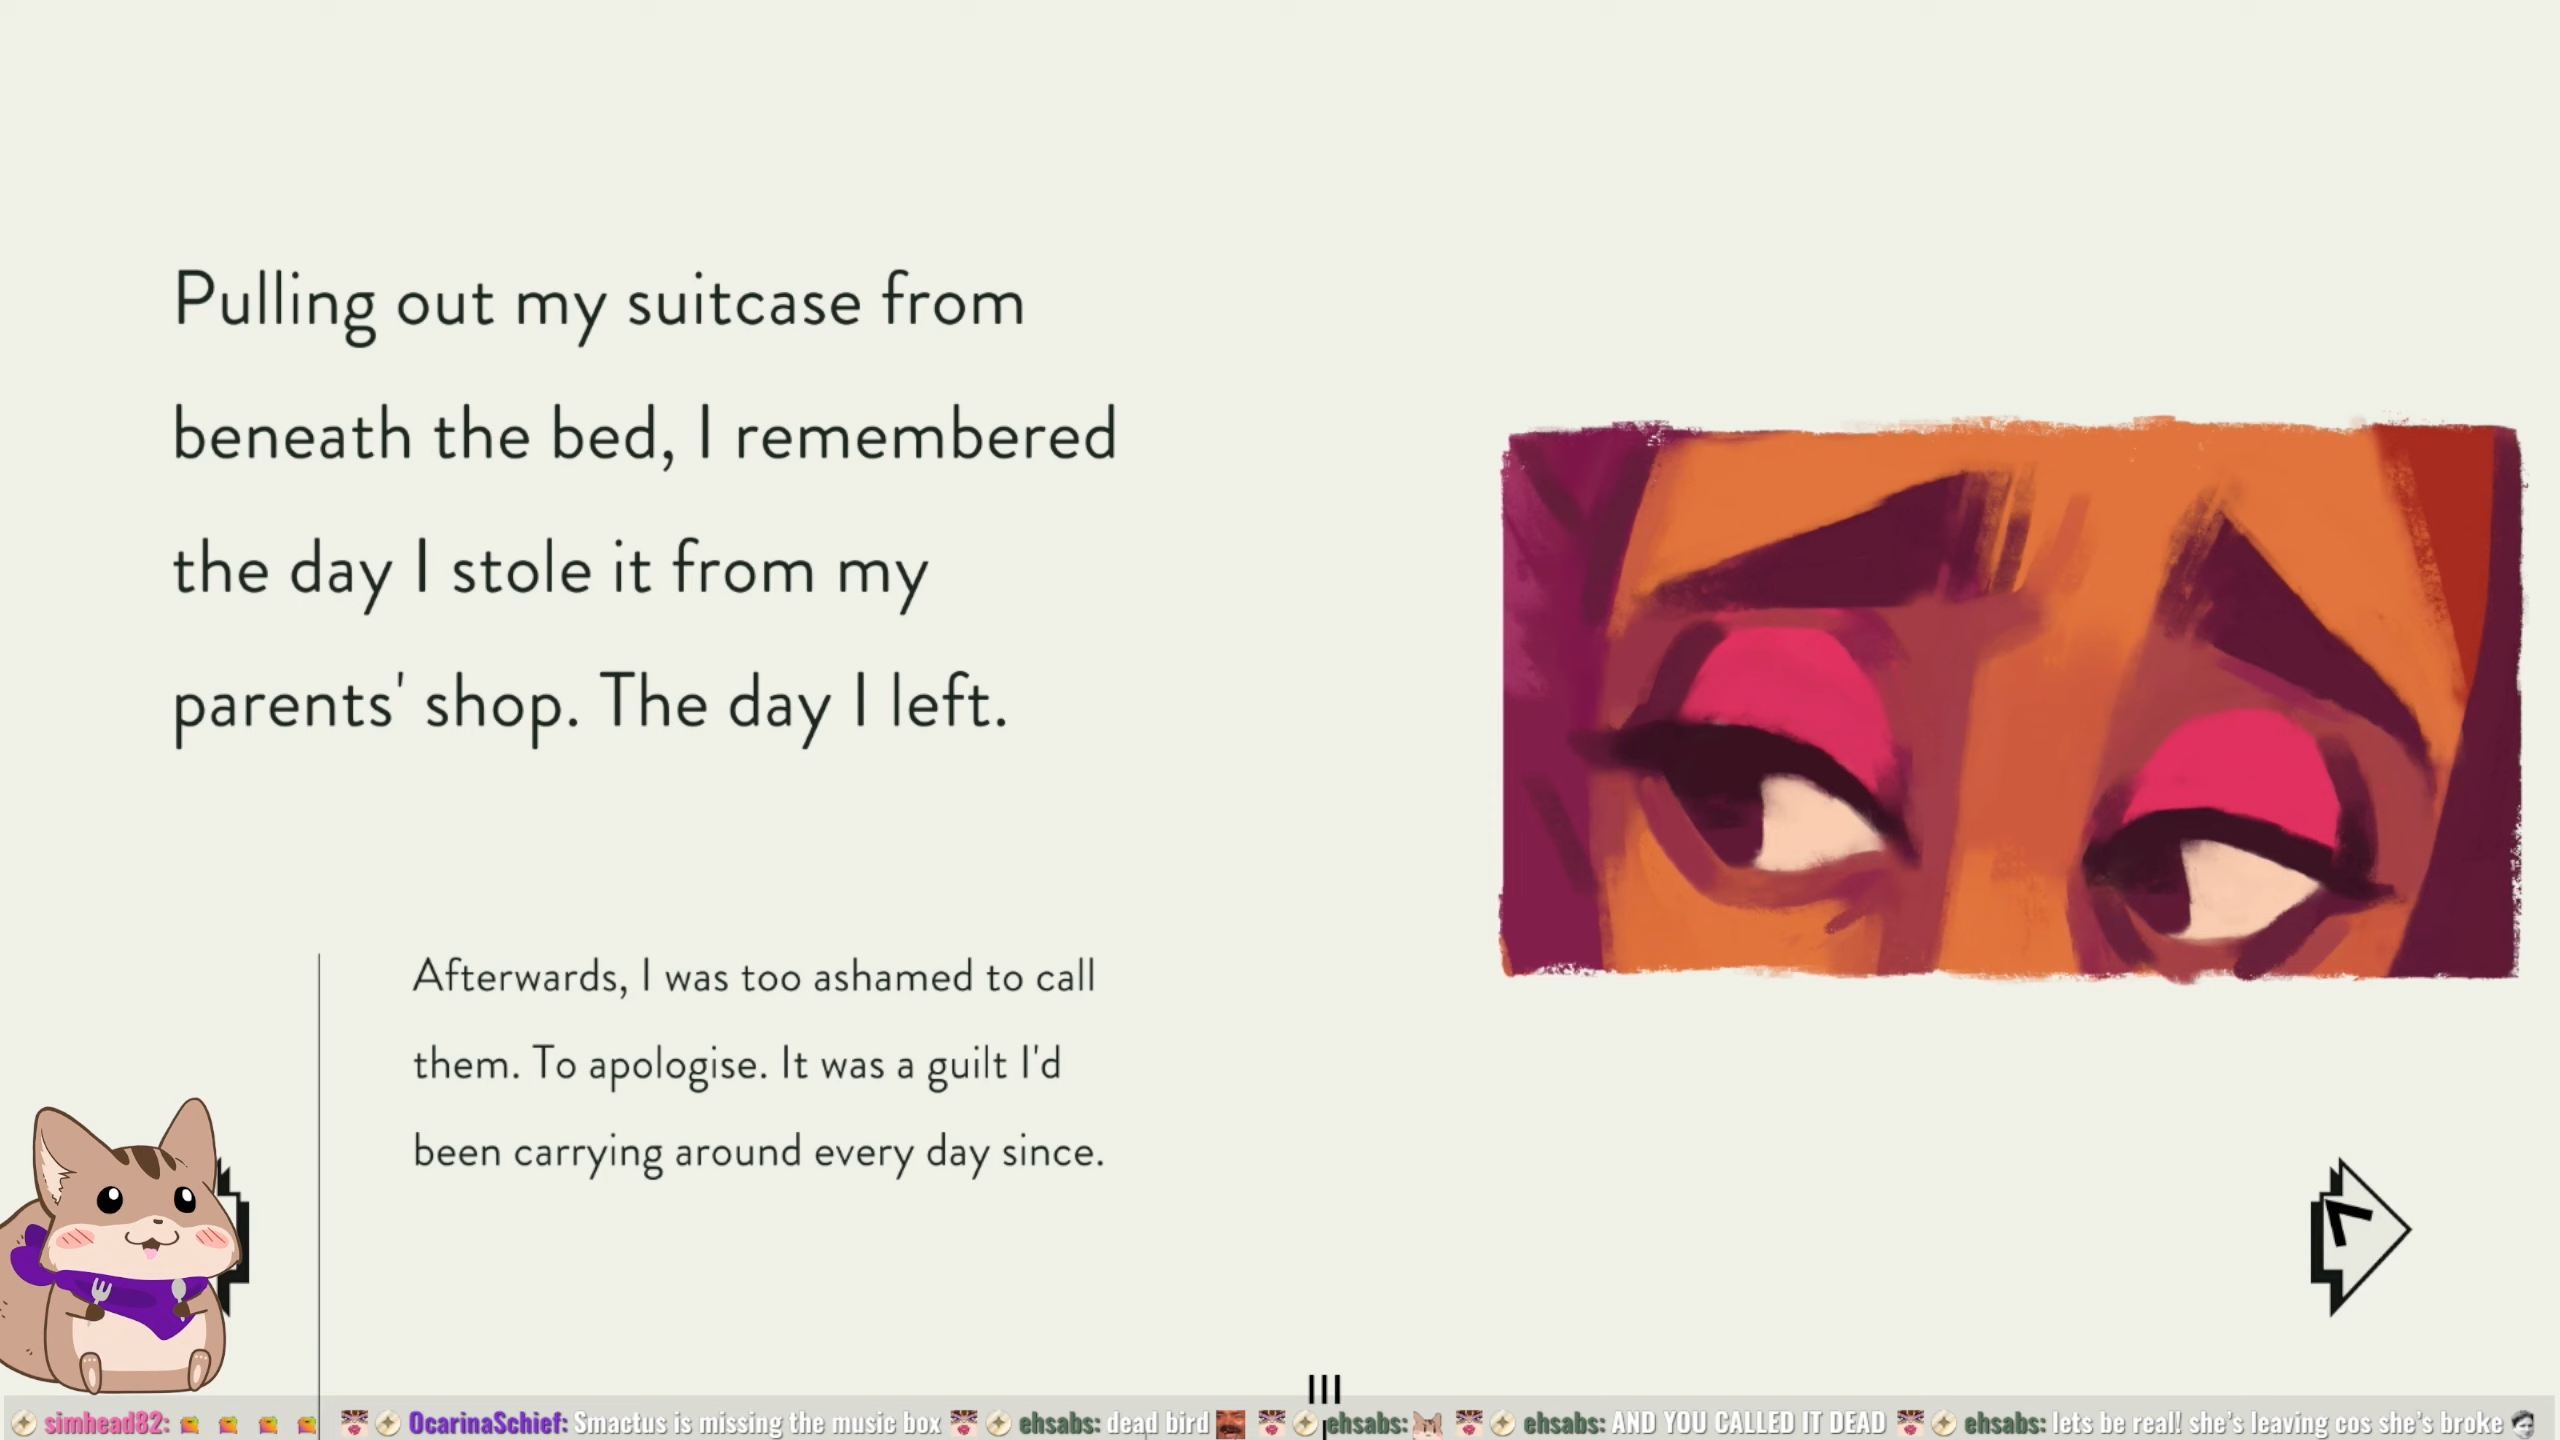 Pulling out my suitcase from
beneath the bed, I remembered
the day I stole it from my
parents' shop. The day I left.
Afterwards, I was too ashamed to call
them. To apologise. It was a guilt I'd
been carrying around every day since.
III
simhead82: OcarinaSchief: Smactus is missing the music box ehsabs: dead bird ehsabs: ehsabs: AND YOU CALLED IT DEAD ehsabs: lets be real! she's leaving cos she's broke